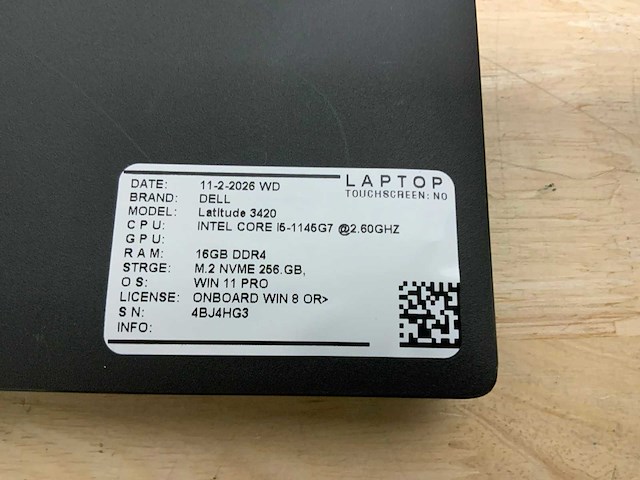 LAPTOP
TOUCHSCREEN: NO
DATE: 11-2-2026 WD
BRAND: DELL
MODEL: Latitude 3420
CPU: INTEL CORE I5-1145G7 @2.60GHZ
GPU:
RAM: 16GB DDR4
STRGE: M.2 NVME 256.GB,
OS: WIN 11 PRO
LICENSE: ONBOARD WIN 8 OR>
SN: 4BJ4HG3
INFO: